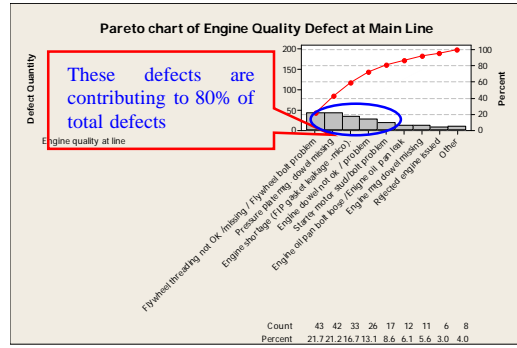 Pareto chart of Engine Quality Defect at Main Line
These defects are
contributing to 80% of
total defects
Defect Quantity
200
150
100
50
0
100
80
60
40
20
0
Percent
Engine quality at line
Flywheel threading not OK /missing / Flywheel bolt problem
Pressure plate mtg. dowel missing
Engine shortage (FIP gasket leakage -mico)
Engine dowel not ok / problem
Starter motor stud/bolt problem
Engine oil pan bolt loose /Enigne oil pan leak
Engine mtg dowel missing
Rejected engine issued
Other
Count 43 42 33 26 17 12 11 6 8
Percent 21.7 21.2 16.7 13.1 8.6 6.1 5.6 3.0 4.0